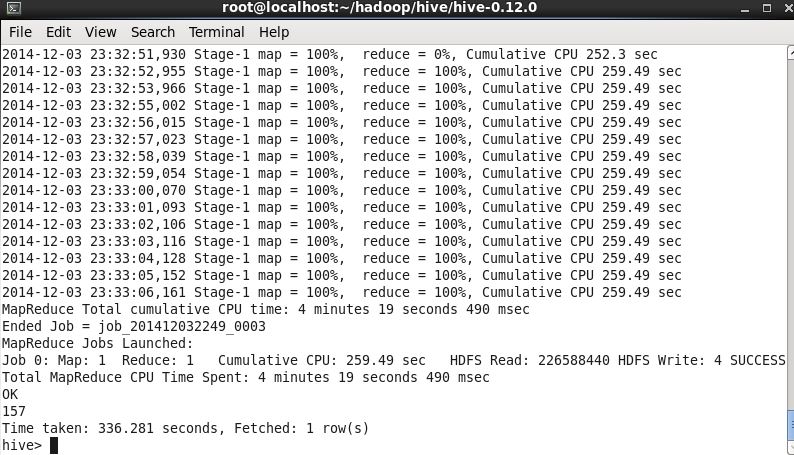 root@localhost:~/hadoop/hive/hive-0.12.0
File Edit View Search Terminal Help
2014-12-03 23:32:51,930 Stage-1 map = 100%,  reduce = 0%, Cumulative CPU 252.3 sec
2014-12-03 23:32:52,955 Stage-1 map = 100%,  reduce = 100%, Cumulative CPU 259.49 sec
2014-12-03 23:32:53,966 Stage-1 map = 100%,  reduce = 100%, Cumulative CPU 259.49 sec
2014-12-03 23:32:55,002 Stage-1 map = 100%,  reduce = 100%, Cumulative CPU 259.49 sec
2014-12-03 23:32:56,015 Stage-1 map = 100%,  reduce = 100%, Cumulative CPU 259.49 sec
2014-12-03 23:32:57,023 Stage-1 map = 100%,  reduce = 100%, Cumulative CPU 259.49 sec
2014-12-03 23:32:58,039 Stage-1 map = 100%,  reduce = 100%, Cumulative CPU 259.49 sec
2014-12-03 23:32:59,054 Stage-1 map = 100%,  reduce = 100%, Cumulative CPU 259.49 sec
2014-12-03 23:33:00,070 Stage-1 map = 100%,  reduce = 100%, Cumulative CPU 259.49 sec
2014-12-03 23:33:01,093 Stage-1 map = 100%,  reduce = 100%, Cumulative CPU 259.49 sec
2014-12-03 23:33:02,106 Stage-1 map = 100%,  reduce = 100%, Cumulative CPU 259.49 sec
2014-12-03 23:33:03,116 Stage-1 map = 100%,  reduce = 100%, Cumulative CPU 259.49 sec
2014-12-03 23:33:04,128 Stage-1 map = 100%,  reduce = 100%, Cumulative CPU 259.49 sec
2014-12-03 23:33:05,152 Stage-1 map = 100%,  reduce = 100%, Cumulative CPU 259.49 sec
2014-12-03 23:33:06,161 Stage-1 map = 100%,  reduce = 100%, Cumulative CPU 259.49 sec
MapReduce Total cumulative CPU time: 4 minutes 19 seconds 490 msec
Ended Job = job_201412032249_0003
MapReduce Jobs Launched:
Job 0: Map: 1  Reduce: 1   Cumulative CPU: 259.49 sec   HDFS Read: 226588440 HDFS Write: 4 SUCCESS
Total MapReduce CPU Time Spent: 4 minutes 19 seconds 490 msec
OK
157
Time taken: 336.281 seconds, Fetched: 1 row(s)
hive>